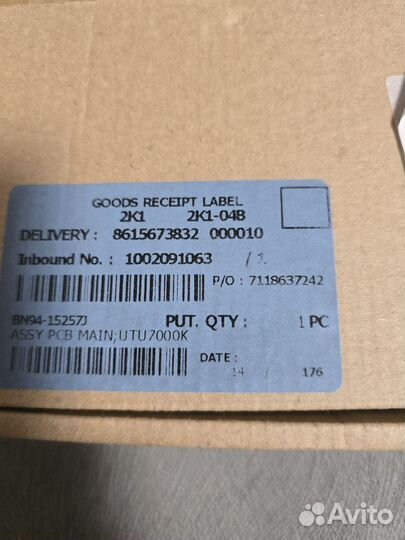 GOODS RECEIPT LABEL
2K1 2K1-04B
DELIVERY : 8615673832 000010
Inbound No. : 1002091063 / 1
P/O : 7118637242
BN94-15257J PUT. QTY : 1 PC
ASSY PCB MAIN;UTU7000K
DATE :
14 / 176
Avito